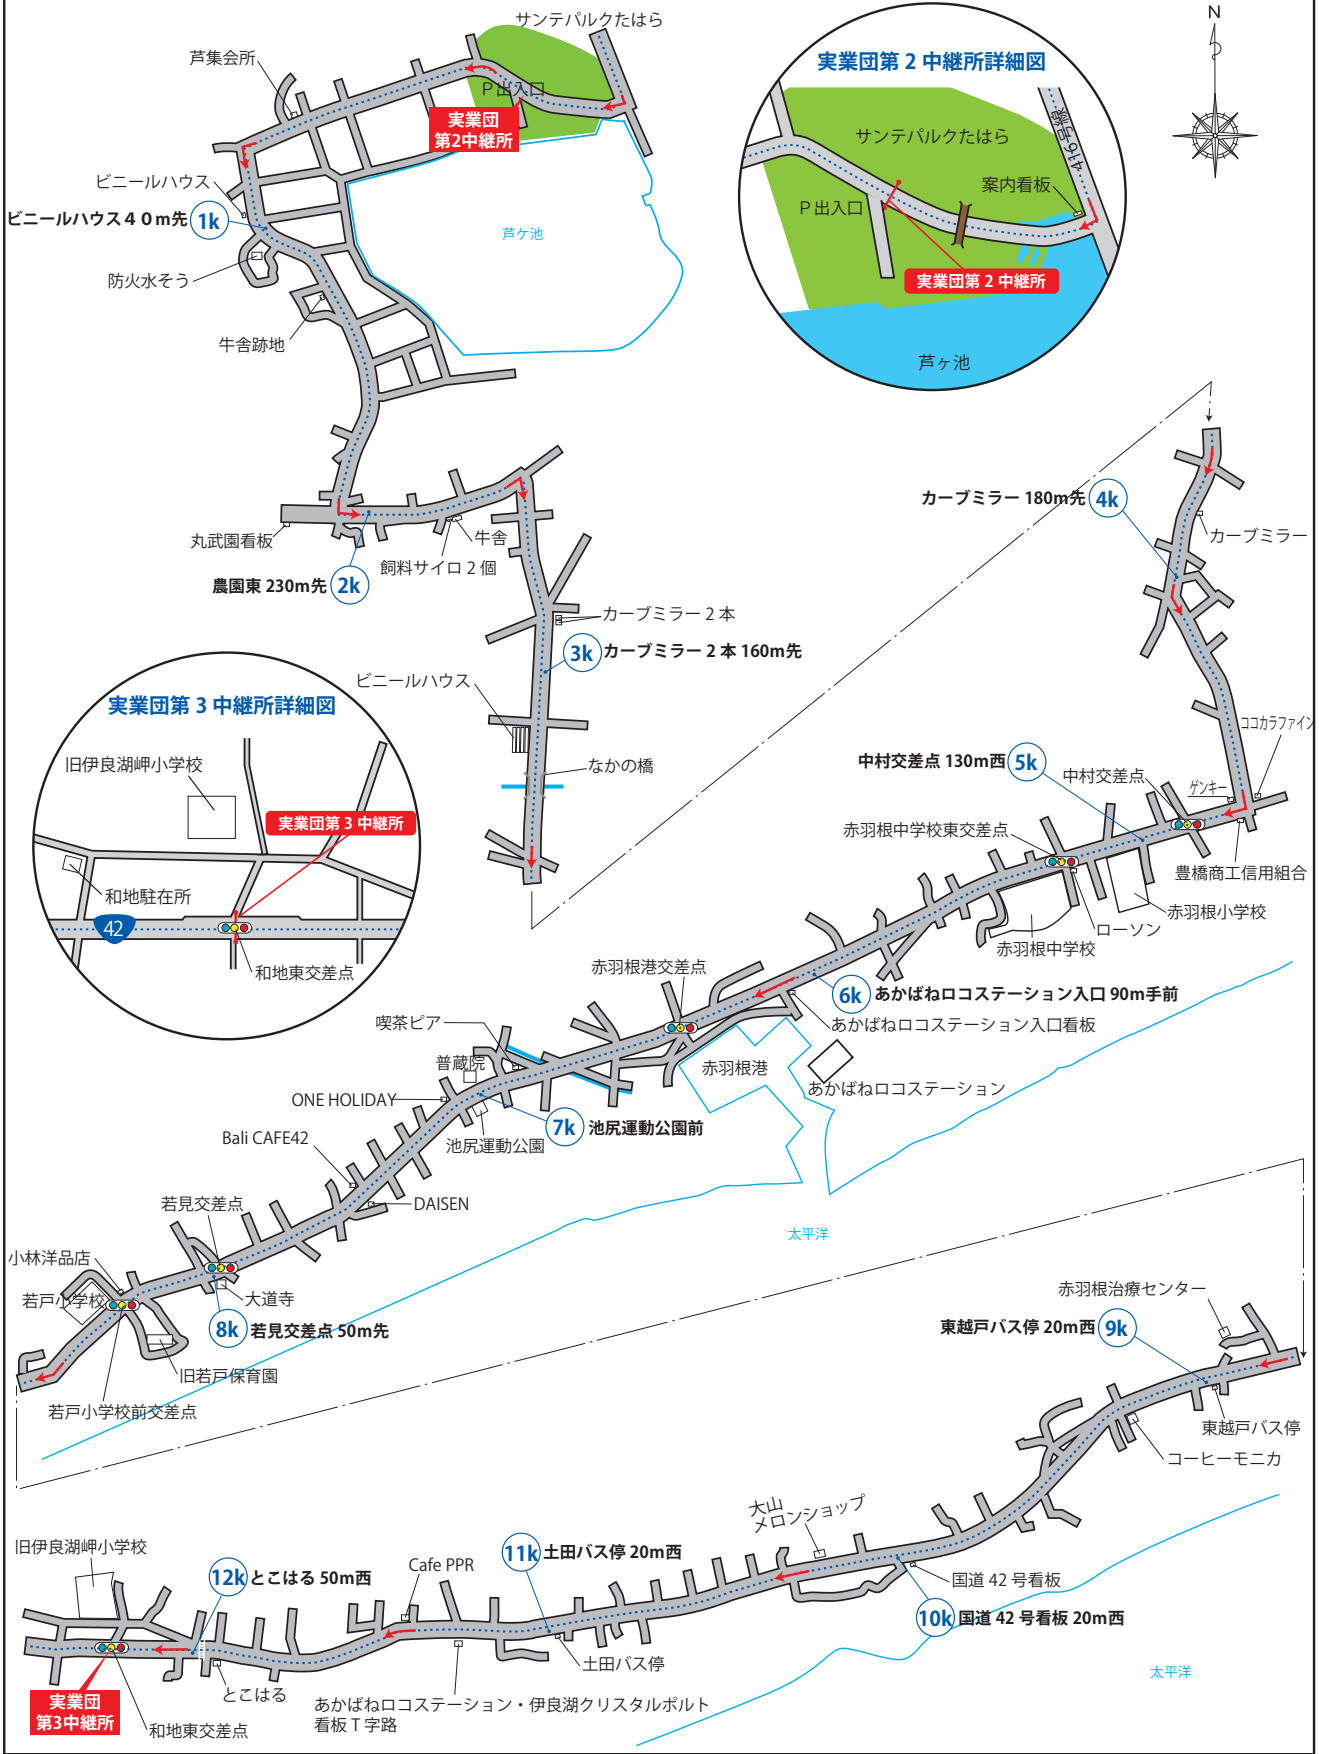 サンテパルクたはら
芦集会所
P出入口
実業団
第2中継所
ビニールハウス
ビニールハウス４０m先 1k
芦ケ池
防火水そう
牛舎跡地
実業団第 2 中継所詳細図
サンテパルクたはら
416号線
案内看板
P出入口
実業団第 2 中継所
芦ヶ池
N
丸武園看板
牛舎
飼料サイロ 2 個
農園東 230m先 2k
カーブミラー 2 本
3k カーブミラー 2 本 160m先
ビニールハウス
なかの橋
カーブミラー 180m先 4k
カーブミラー
ココカラファイン
中村交差点 130m西 5k
中村交差点
ゲンキー
赤羽根中学校東交差点
豊橋商工信用組合
赤羽根小学校
ローソン
赤羽根中学校
実業団第 3 中継所詳細図
旧伊良湖岬小学校
実業団第 3 中継所
和地駐在所
42
和地東交差点
赤羽根港交差点
6k あかばねロコステーション入口 90m手前
あかばねロコステーション入口看板
喫茶ピア
普蔵院
赤羽根港
あかばねロコステーション
ONE HOLIDAY
7k 池尻運動公園前
池尻運動公園
Bali CAFE42
若見交差点
DAISEN
太平洋
小林洋品店
若戸小学校
大道寺
8k 若見交差点 50m先
旧若戸保育園
若戸小学校前交差点
赤羽根治療センター
東越戸バス停 20m西 9k
東越戸バス停
コーヒーモニカ
大山
メロンショップ
旧伊良湖岬小学校
12k とこはる 50m西
Cafe PPR
11k 土田バス停 20m西
国道 42 号看板
10k 国道 42 号看板 20m西
土田バス停
太平洋
とこはる
実業団
第3中継所
和地東交差点
あかばねロコステーション・伊良湖クリスタルポルト
看板 T 字路